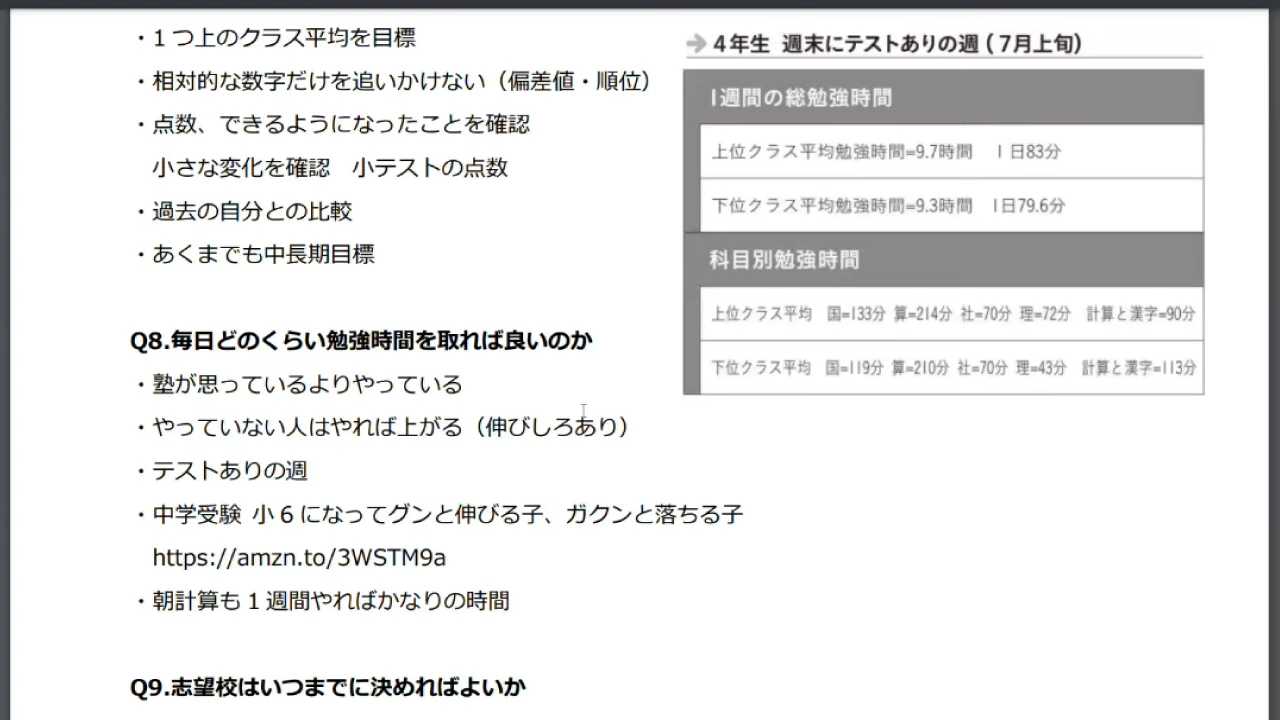 ・1つ上のクラス平均を目標
・相対的な数字だけを追いかけない（偏差値・順位）
・点数、できるようになったことを確認
小さな変化を確認　小テストの点数
・過去の自分との比較
・あくまでも中長期目標
Q8.毎日どのくらい勉強時間を取れば良いのか
・塾が思っているよりやっている
・やっていない人はやれば上がる（伸びしろあり）
・テストありの週
・中学受験 小6になってグンと伸びる子、ガクンと落ちる子
https://amzn.to/3WSTM9a
・朝計算も1週間やればかなりの時間
Q9.志望校はいつまでに決めればよいか
4年生 週末にテストありの週(7月上旬)
1週間の総勉強時間
上位クラス平均勉強時間=9.7時間　1日83分
下位クラス平均勉強時間=9.3時間　1日79.6分
科目別勉強時間
上位クラス平均　国=133分 算=214分 社=70分 理=72分　計算と漢字=90分
下位クラス平均　国=119分 算=210分 社=70分 理=43分　計算と漢字=113分